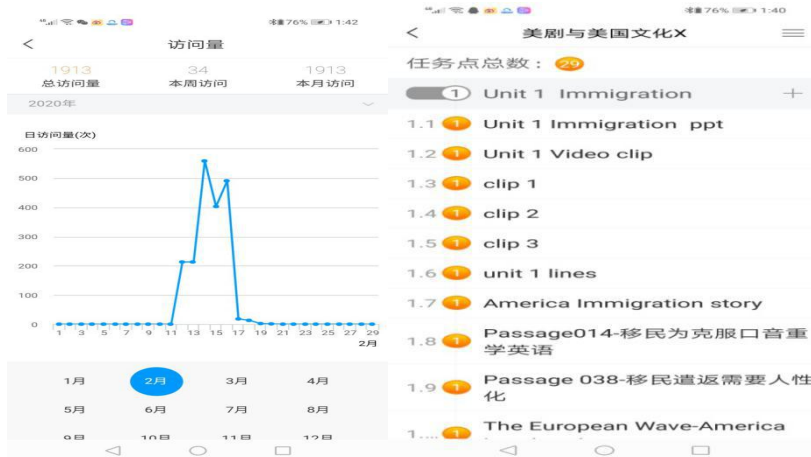 76% 1:42
访问量
1913
34
1913
总访问量
本周访问
本月访问
2020年
日访问量(次)
600
500
400
300
200
100
0
1 3 5 7 9 11 13 15 17 19 21 23 25 27 29
2月
1月 2月 3月 4月
5月 6月 7月 8月
9月 10月 11月 12月
76% 1:40
美剧与美国文化X
任务点总数: 29
1 Unit 1 Immigration
1.1 1 Unit 1 Immigration ppt
1.2 1 Unit 1 Video clip
1.3 1 clip 1
1.4 1 clip 2
1.5 1 clip 3
1.6 1 unit 1 lines
1.7 1 America Immigration story
1.8 1 Passage014-移民为克服口音重
学英语
1.9 1 Passage 038-移民遣返需要人性
化
1.... The European Wave-America